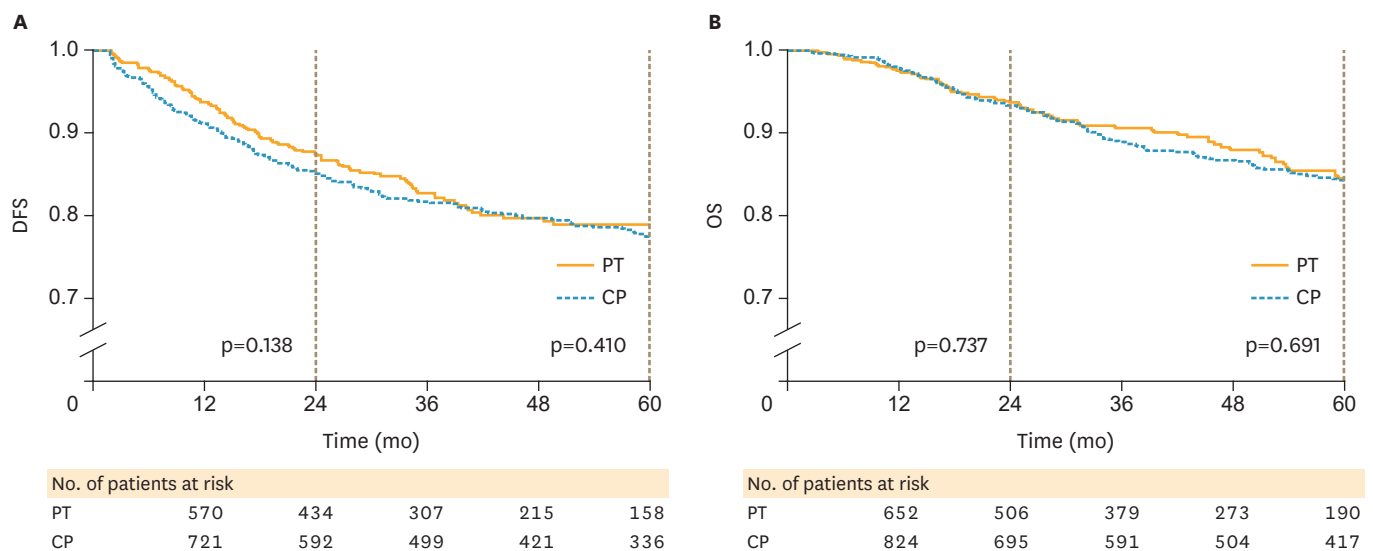 A
1.0
0.9
0.8
0.7
DFS
PT
CP
p=0.138
p=0.410
0 12 24 36 48 60
Time (mo)
No. of patients at risk
PT 570 434 307 215 158
CP 721 592 499 421 336
B
1.0
0.9
0.8
0.7
OS
PT
CP
p=0.737
p=0.691
0 12 24 36 48 60
Time (mo)
No. of patients at risk
PT 652 506 379 273 190
CP 824 695 591 504 417